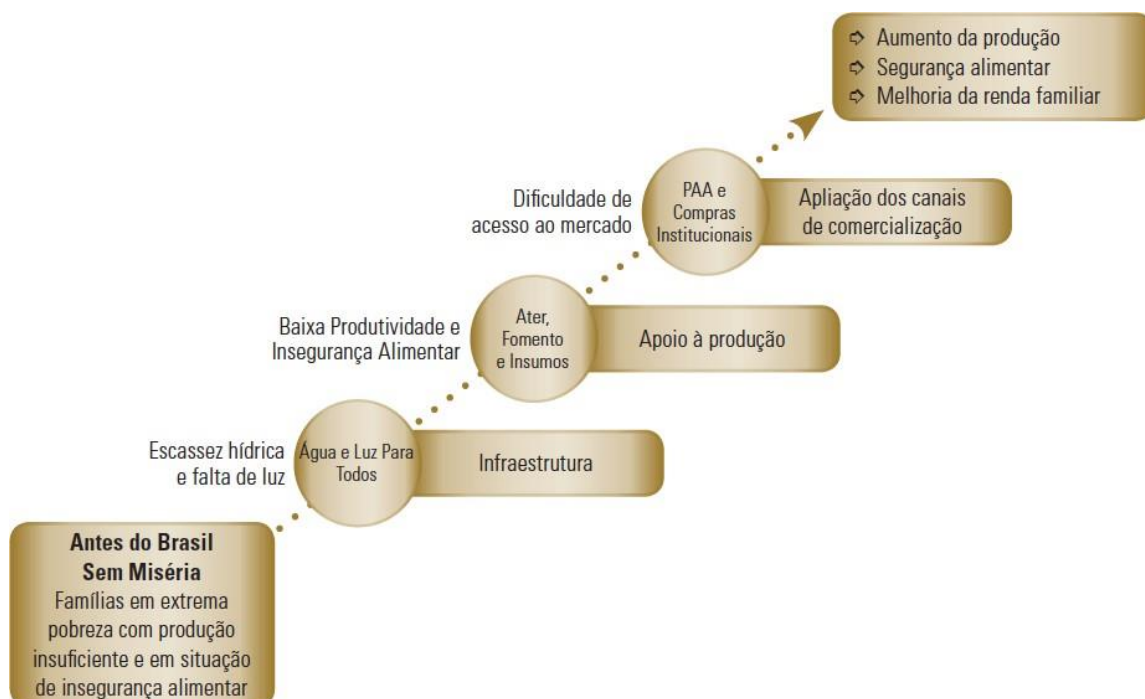 ➩ Aumento da produção
➩ Segurança alimentar
➩ Melhoria da renda familiar
Dificuldade de
acesso ao mercado
PAA e
Compras
Institucionais
Apliação dos canais
de comercialização
Baixa Produtividade e
Insegurança Alimentar
Ater,
Fomento
e Insumos
Apoio à produção
Escassez hídrica
e falta de luz
Água e Luz Para
Todos
Infraestrutura
Antes do Brasil
Sem Miséria
Famílias em extrema
pobreza com produção
insuficiente e em situação
de insegurança alimentar